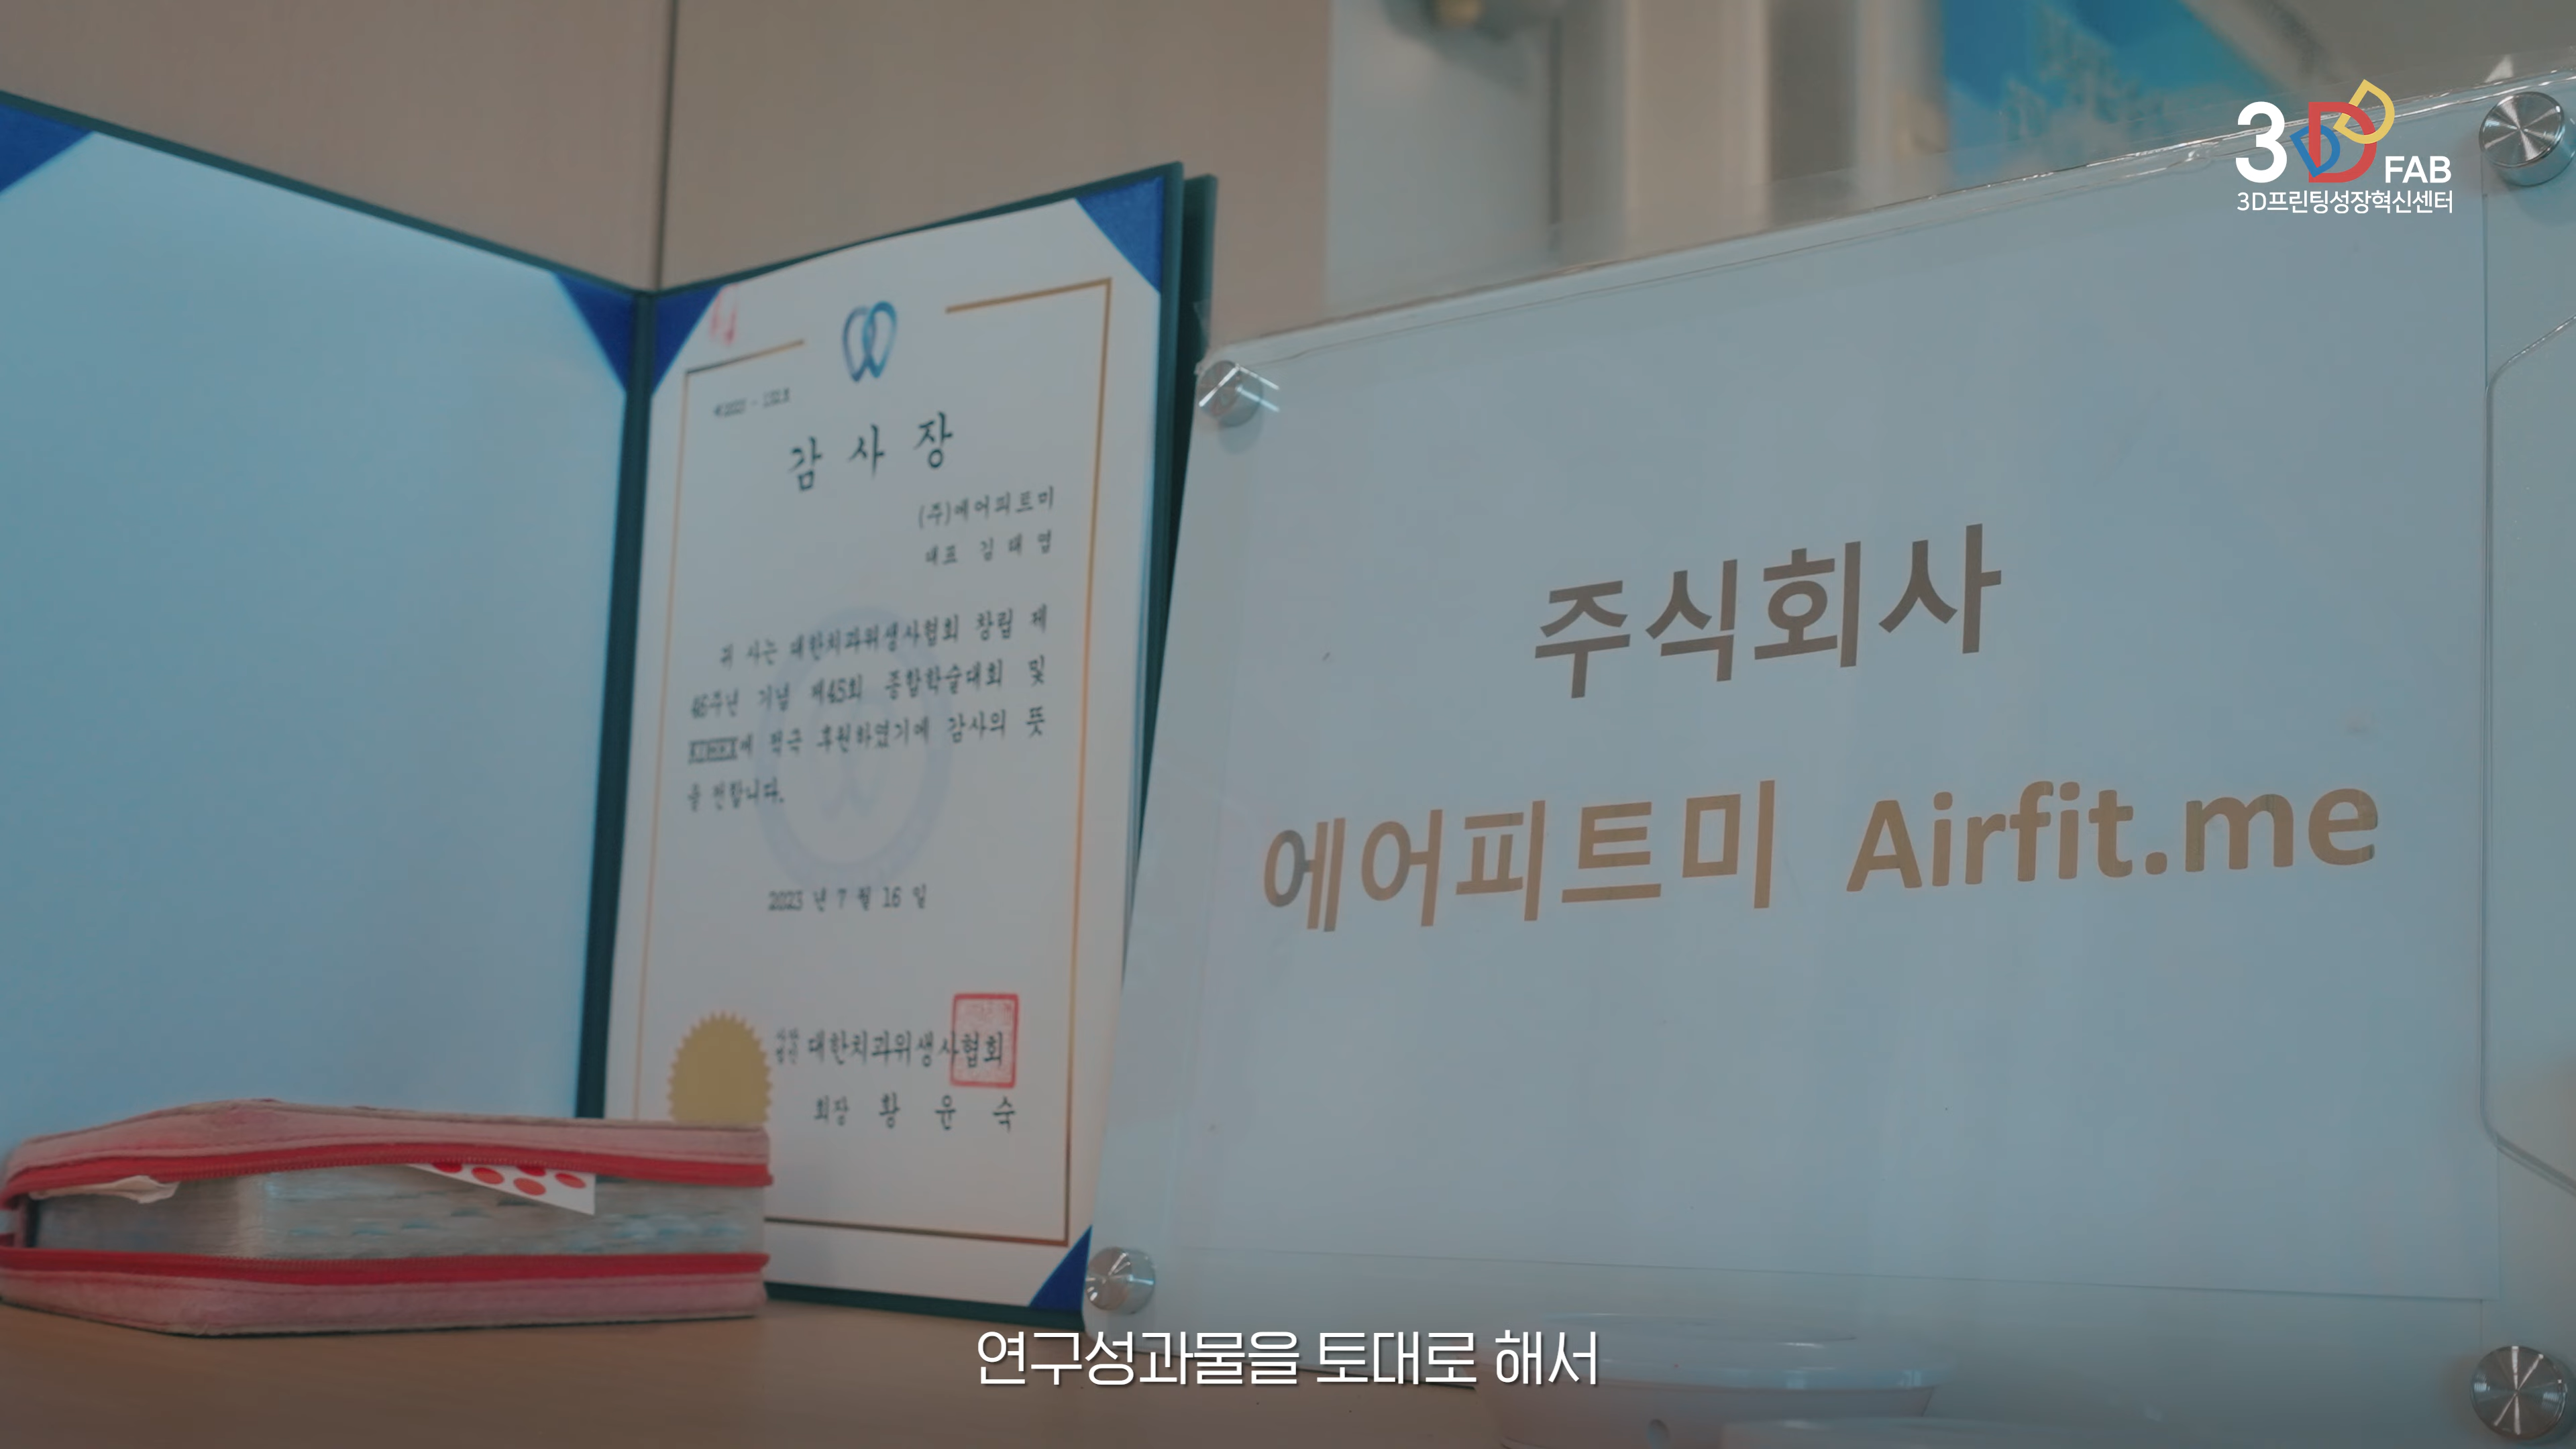 3D FAB
3D프린팅성장혁신센터
감 사 장
(주)에어피트미
대표 김 태 엽
귀 사는 대한치과위생사협회 창립 제
46주년 기념 제45회 종합학술대회 및
에 적극 후원하였기에 감사의 뜻
을 전합니다.
2023 년 7 월 16 일
사단
법인 대한치과위생사협회
회장 황 윤 숙
주식회사
에어피트미 Airfit.me
연구성과물을 토대로 해서